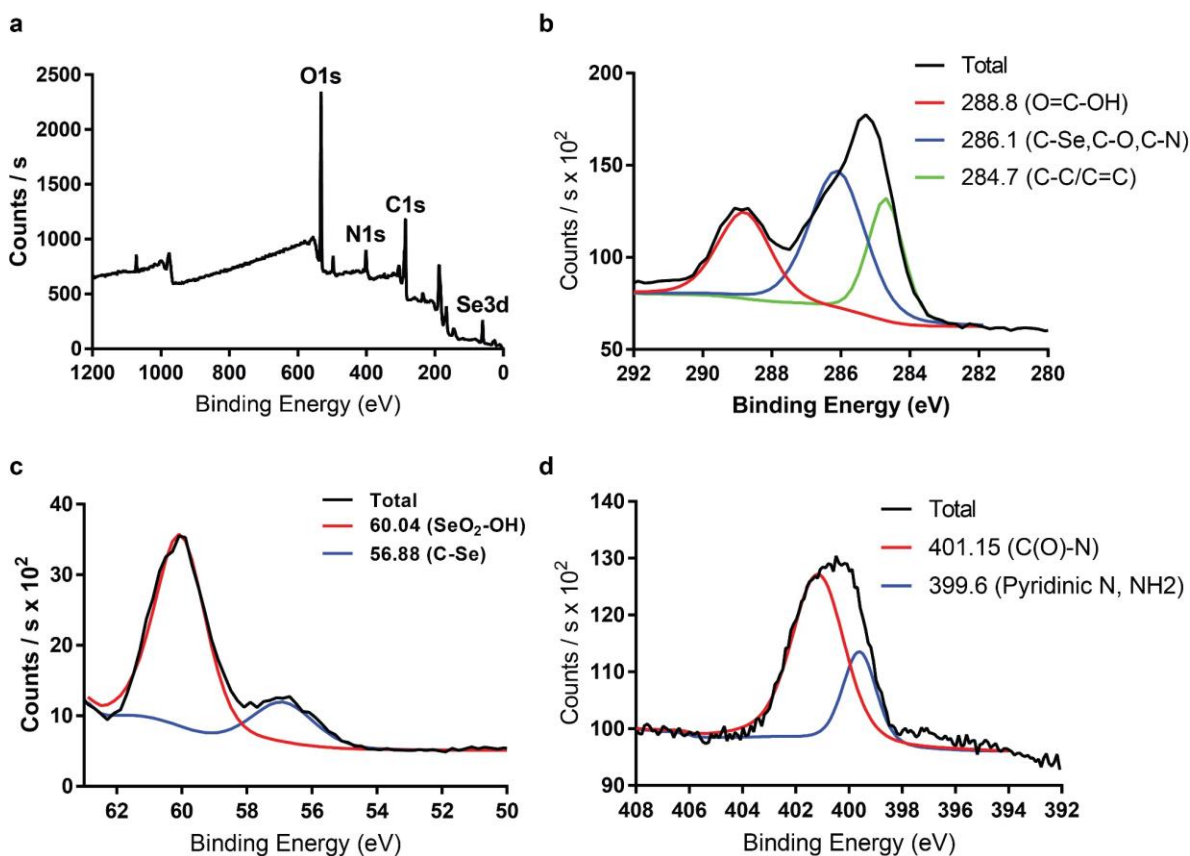 a
2500
2000
1500
1000
500
0
Counts / s
O1s
N1s
C1s
Se3d
1200 1000 800 600 400 200 0
Binding Energy (eV)
b
200
150
100
50
Counts / s x 10²
Total
288.8 (O=C-OH)
286.1 (C-Se,C-O,C-N)
284.7 (C-C/C=C)
292 290 288 286 284 282 280
Binding Energy (eV)
c
40
30
20
10
0
Counts / s x 10²
Total
60.04 (SeO₂-OH)
56.88 (C-Se)
62 60 58 56 54 52 50
Binding Energy (eV)
d
140
130
120
110
100
90
Counts / s x 10²
Total
401.15 (C(O)-N)
399.6 (Pyridinic N, NH2)
408 406 404 402 400 398 396 394 392
Binding Energy (eV)